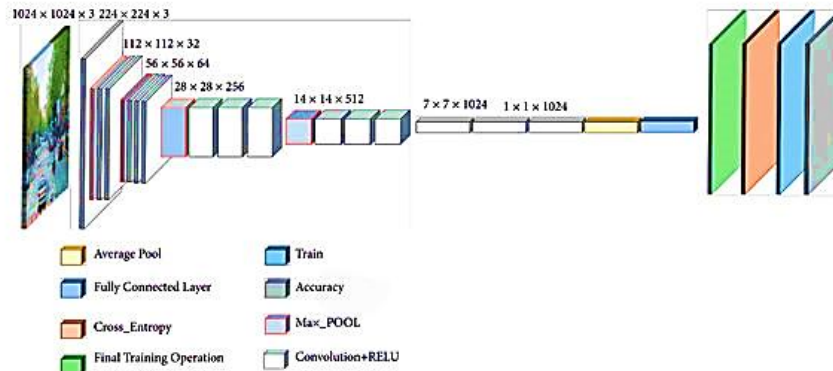 1024 × 1024 × 3 224 × 224 × 3
112 × 112 × 32
56 × 56 × 64
28 × 28 × 256
14 × 14 × 512
7 × 7 × 1024
1 × 1 × 1024
Average Pool
Fully Connected Layer
Cross_Entropy
Final Training Operation
Train
Accuracy
Max_POOL
Convolution+RELU